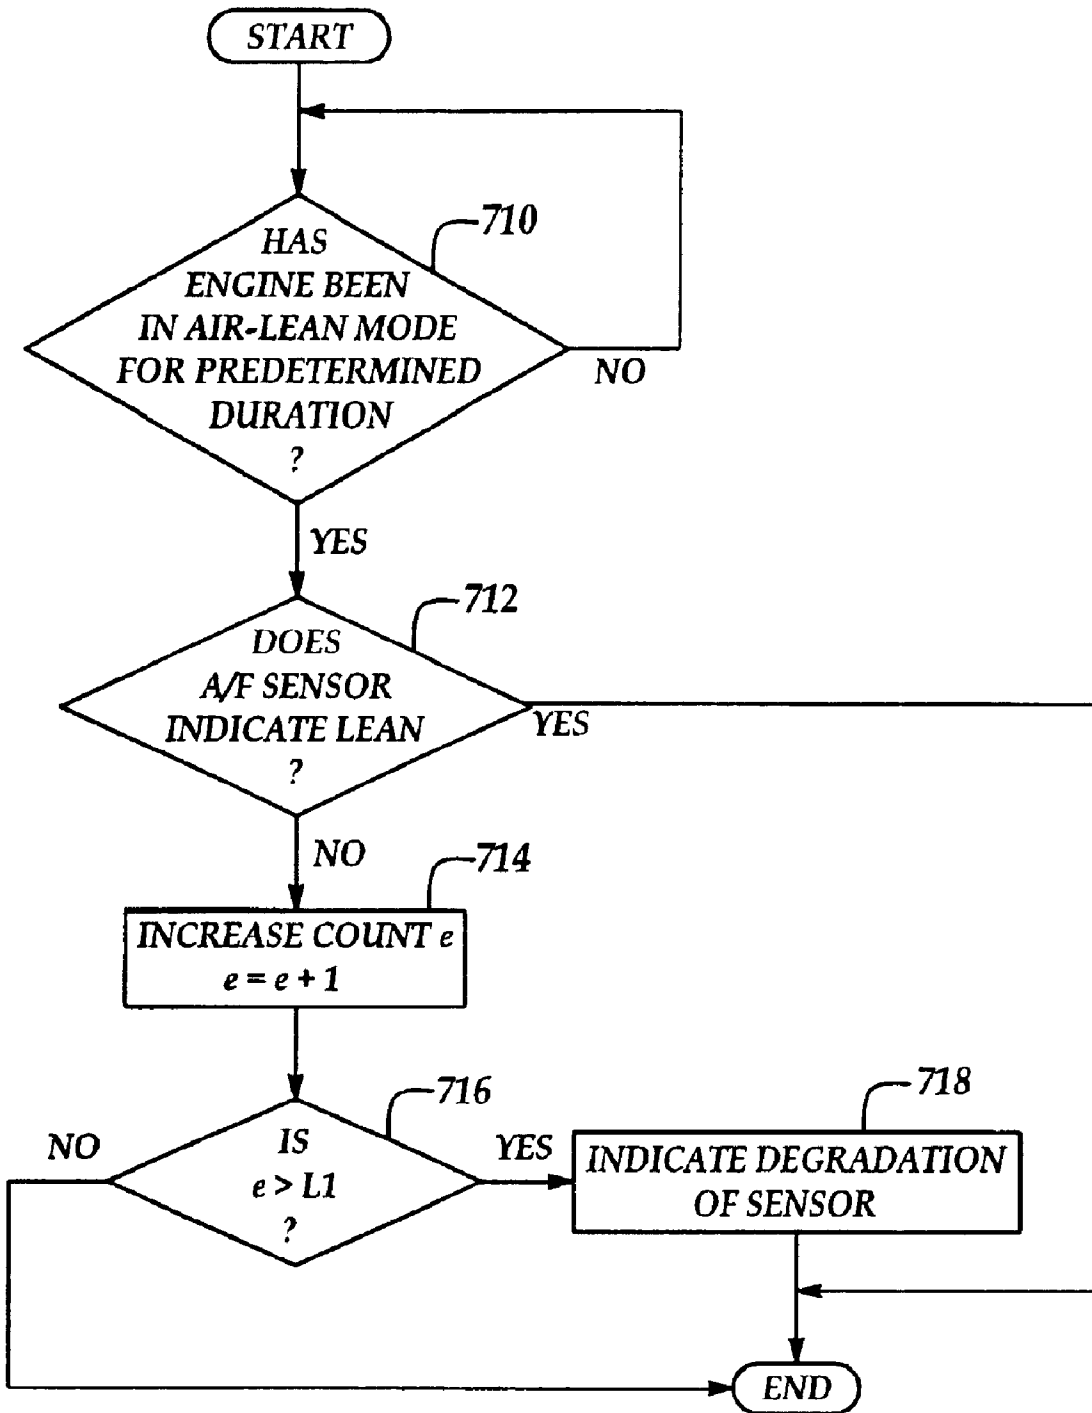 START
710
HAS
ENGINE BEEN
IN AIR-LEAN MODE
FOR PREDETERMINED
DURATION
?
NO
YES
712
DOES
A/F SENSOR
INDICATE LEAN
?
YES
NO
714
INCREASE COUNT e
e = e + 1
716
IS
e > L1
?
NO
YES
718
INDICATE DEGRADATION
OF SENSOR
END